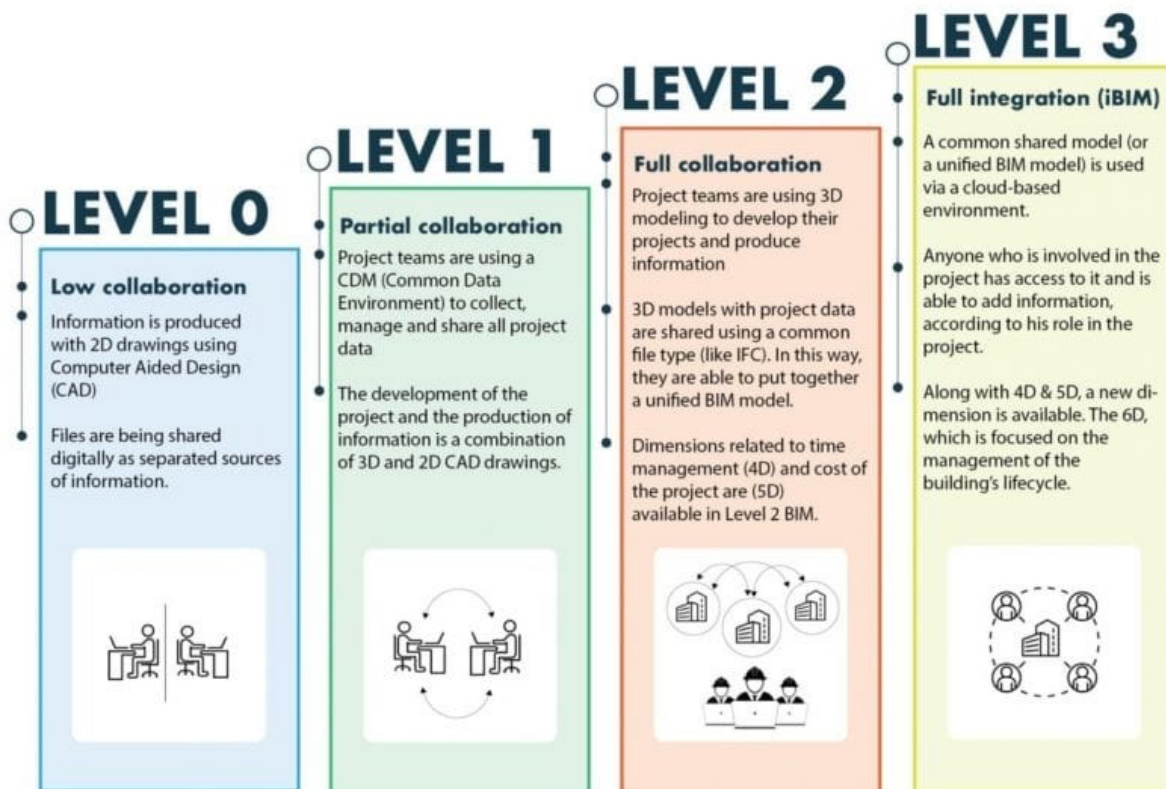 LEVEL 0
Low collaboration
Information is produced
with 2D drawings using
Computer Aided Design
(CAD)
Files are being shared
digitally as separated sources
of information.
LEVEL 1
Partial collaboration
Project teams are using a
CDM (Common Data
Environment) to collect,
manage and share all project
data
The development of the
project and the production of
information is a combination
of 3D and 2D CAD drawings.
LEVEL 2
Full collaboration
Project teams are using 3D
modeling to develop their
projects and produce
information
3D models with project data
are shared using a common
file type (like IFC). In this way,
they are able to put together
a unified BIM model.
Dimensions related to time
management (4D) and cost of
the project are (5D)
available in Level 2 BIM.
LEVEL 3
Full integration (iBIM)
A common shared model (or
a unified BIM model) is used
via a cloud-based
environment.
Anyone who is involved in the
project has access to it and is
able to add information,
according to his role in the
project.
Along with 4D & 5D, a new di-
mension is available. The 6D,
which is focused on the
management of the
building's lifecycle.